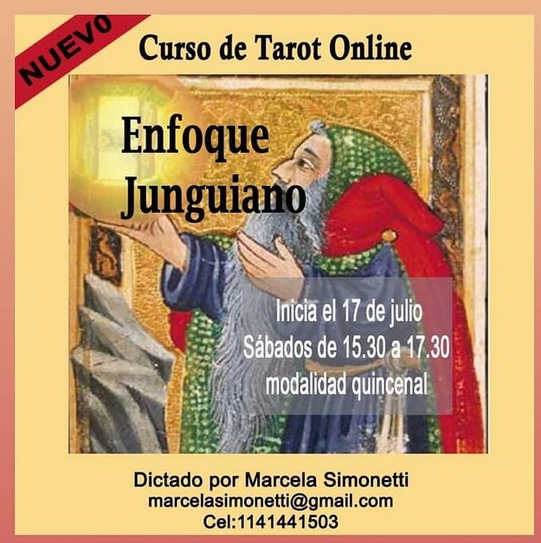 NUEVO
Curso de Tarot Online
Enfoque
Junguiano
Inicia el 17 de julio
Sábados de 15.30 a 17.30
modalidad quincenal
Dictado por Marcela Simonetti
marcelasimonetti@gmail.com
Cel:1141441503